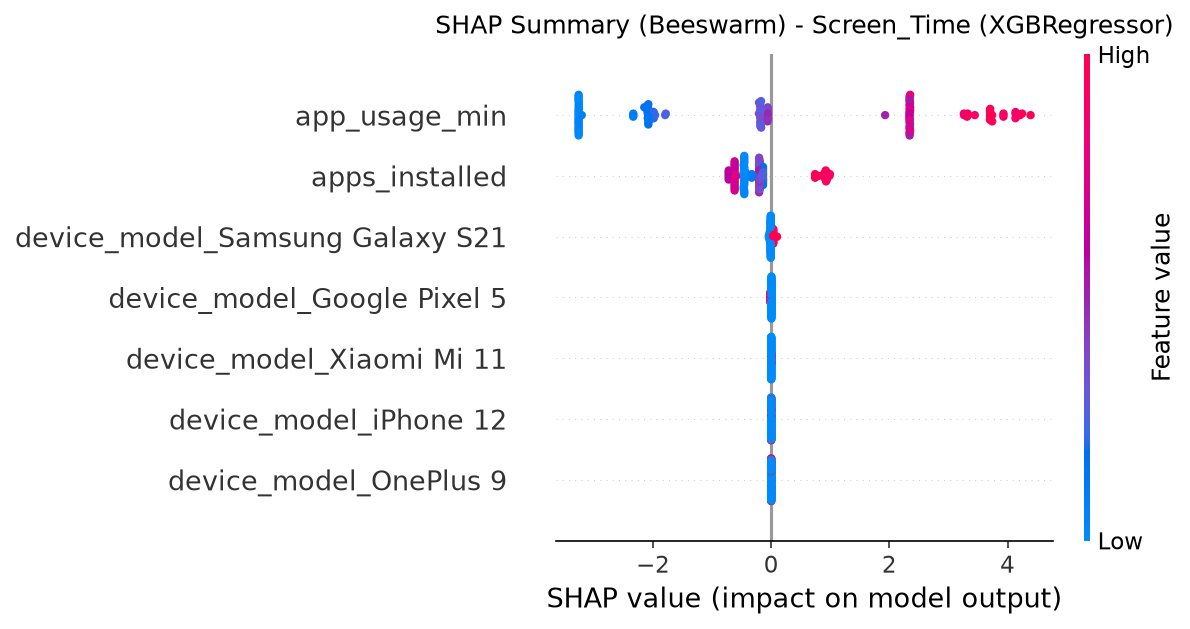 SHAP Summary (Beeswarm) - Screen_Time (XGBRegressor)
High
app_usage_min
apps_installed
device_model_Samsung Galaxy S21
device_model_Google Pixel 5
device_model_Xiaomi Mi 11
device_model_iPhone 12
device_model_OnePlus 9
Feature value
Low
−2 0 2 4
SHAP value (impact on model output)